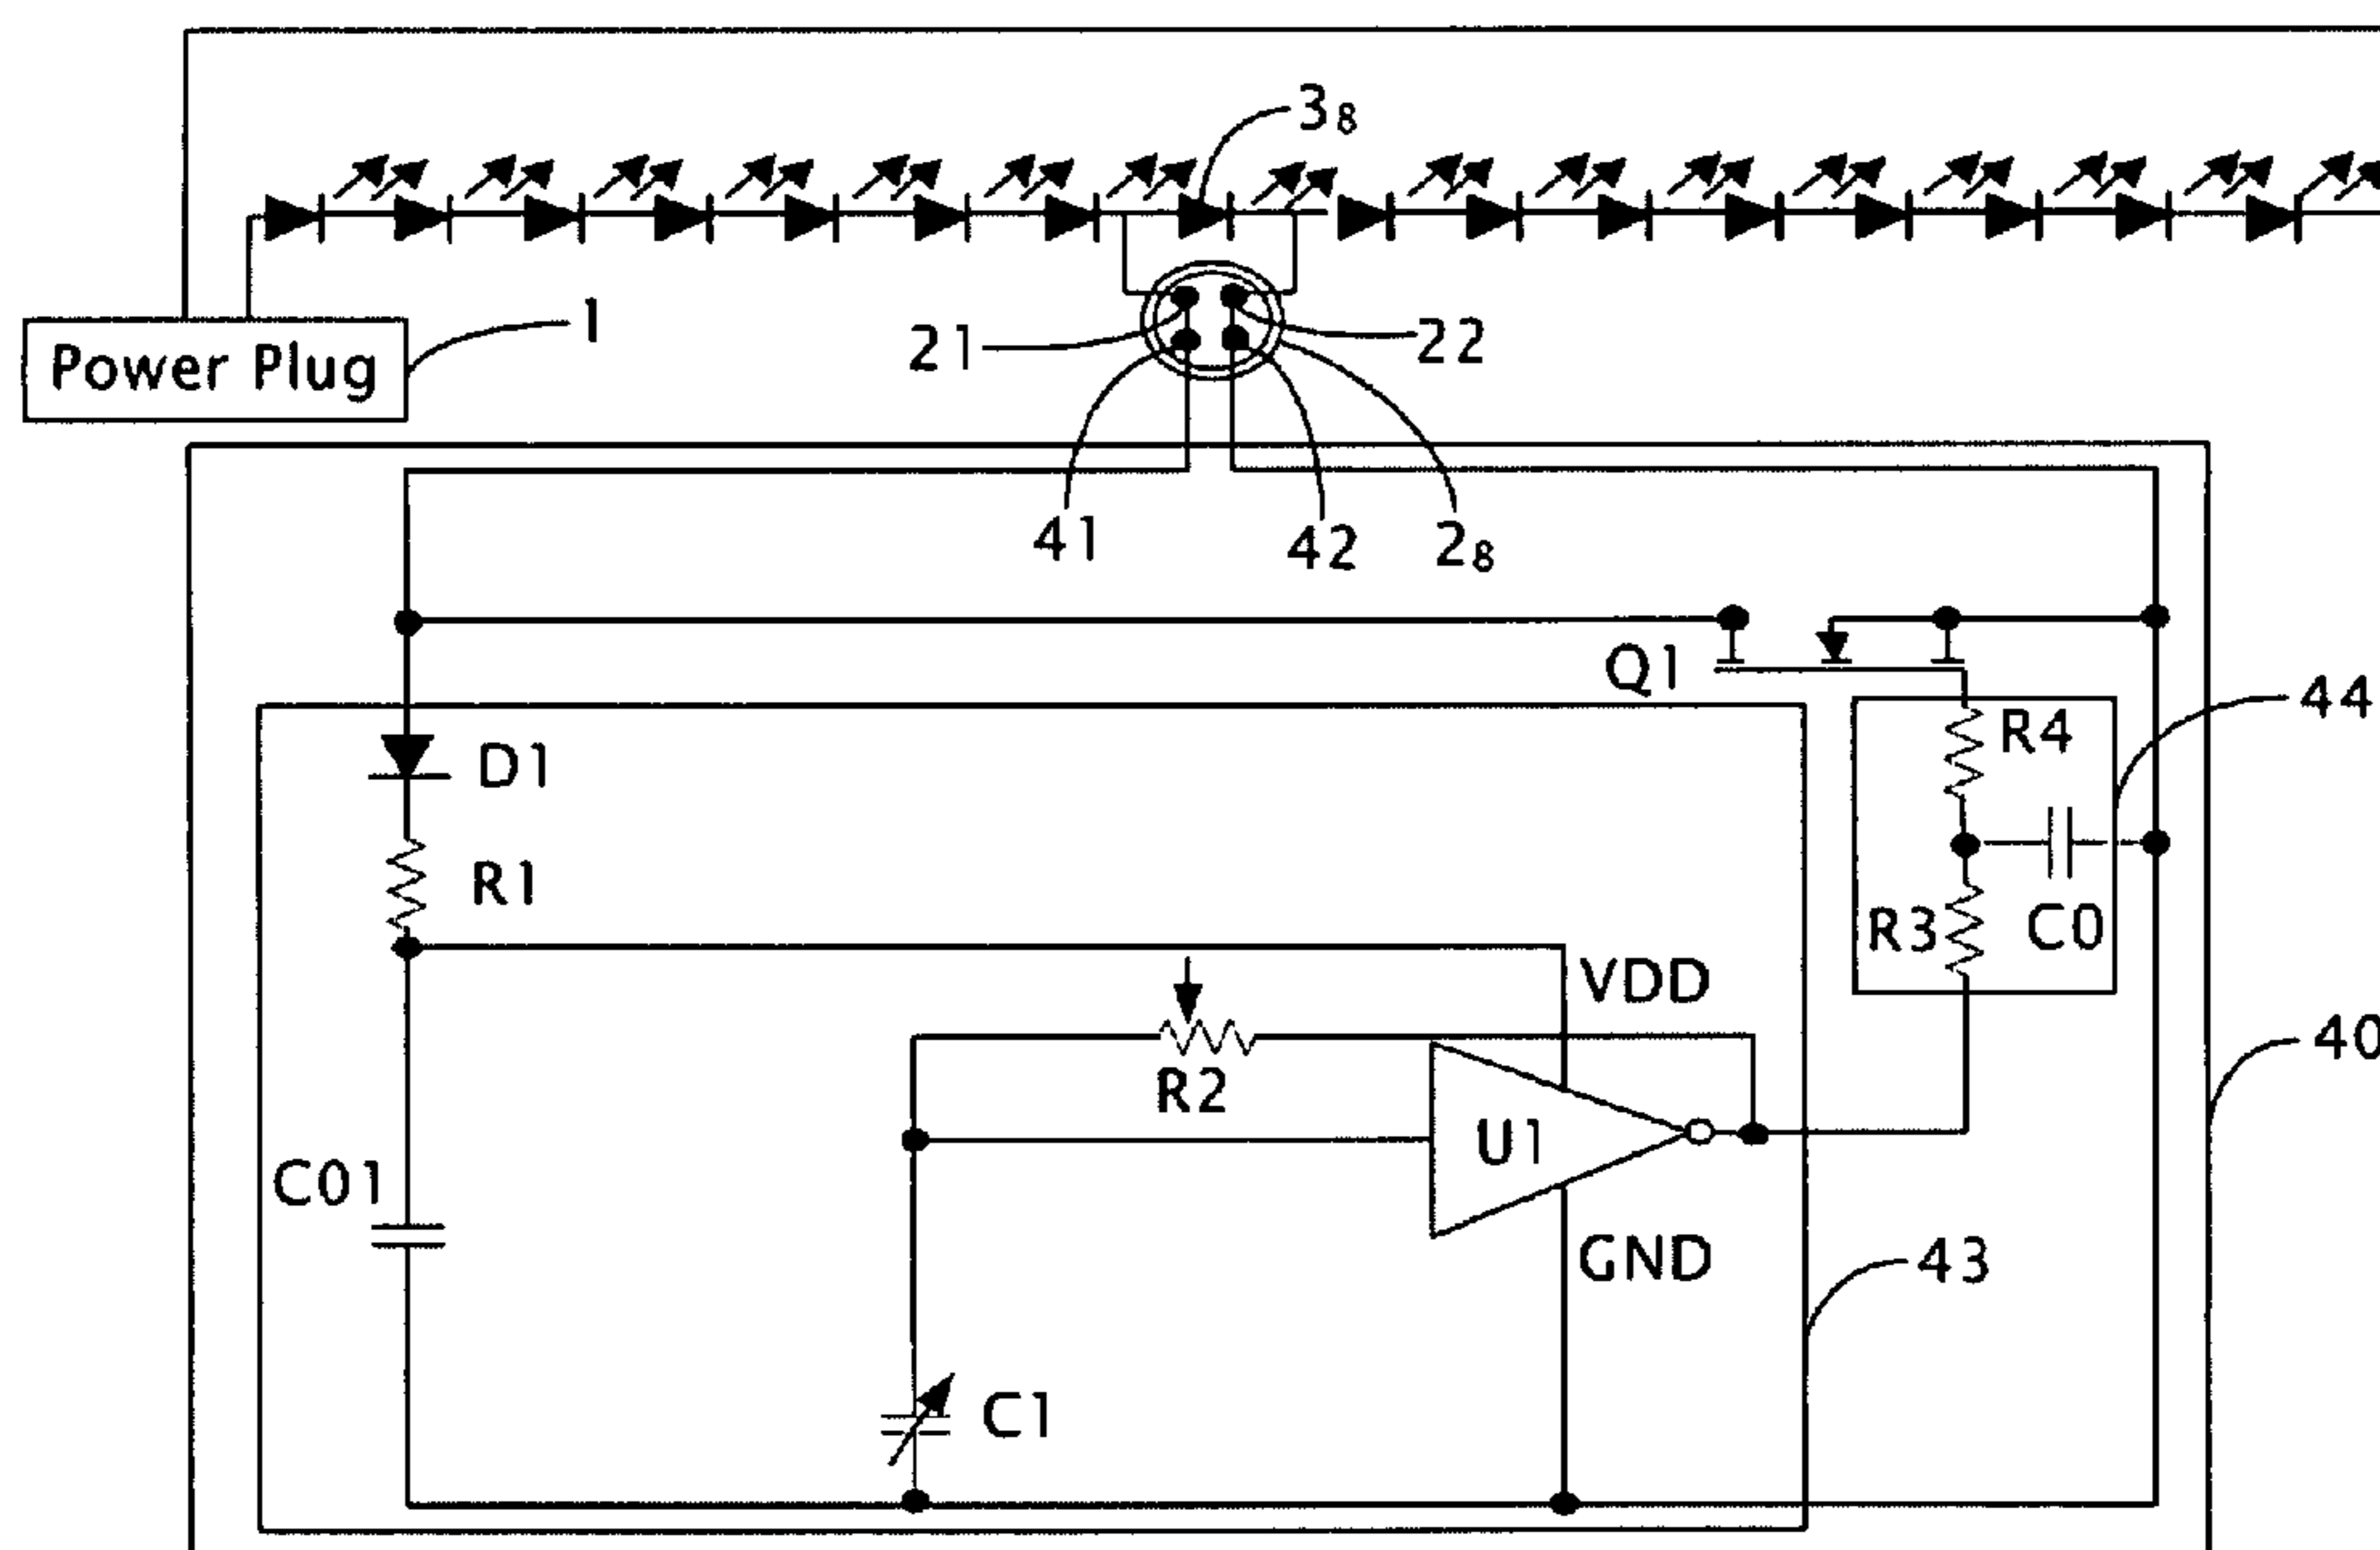 3₈
1
21
22
Power Plug
41
42
2₈
Q1
44
R4
D1
R1
R3
C0
VDD
40
R2
U1
C01
GND
43
C1